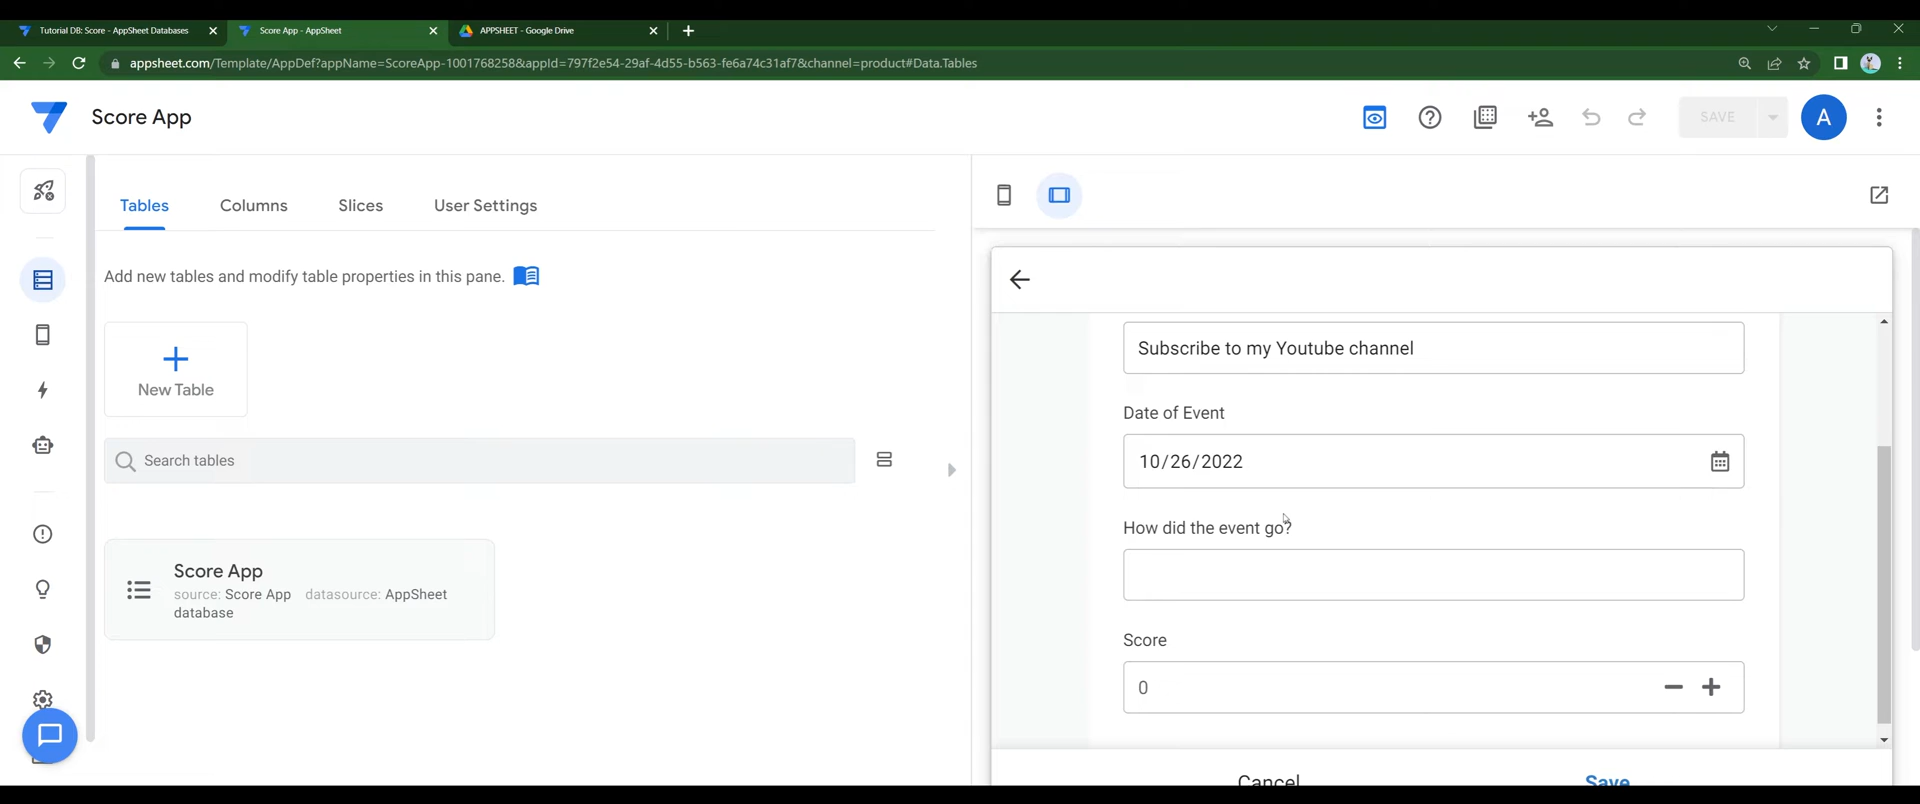 Tutorial DB: Score - AppSheet Databases
Score App - AppSheet
APPSHEET - Google Drive
appsheet.com/Template/AppDef?appName=ScoreApp-1001768258&appId=797f2e54-29af-4d55-b563-fe6a74c31af7&channel=product#Data.Tables
Score App
SAVE
A
Tables
Columns
Slices
User Settings
Add new tables and modify table properties in this pane.
New Table
Search tables
Score App
source: Score App datasource: AppSheet
database
Subscribe to my Youtube channel
Date of Event
10/26/2022
How did the event go?
Score
0
Cancel
Save